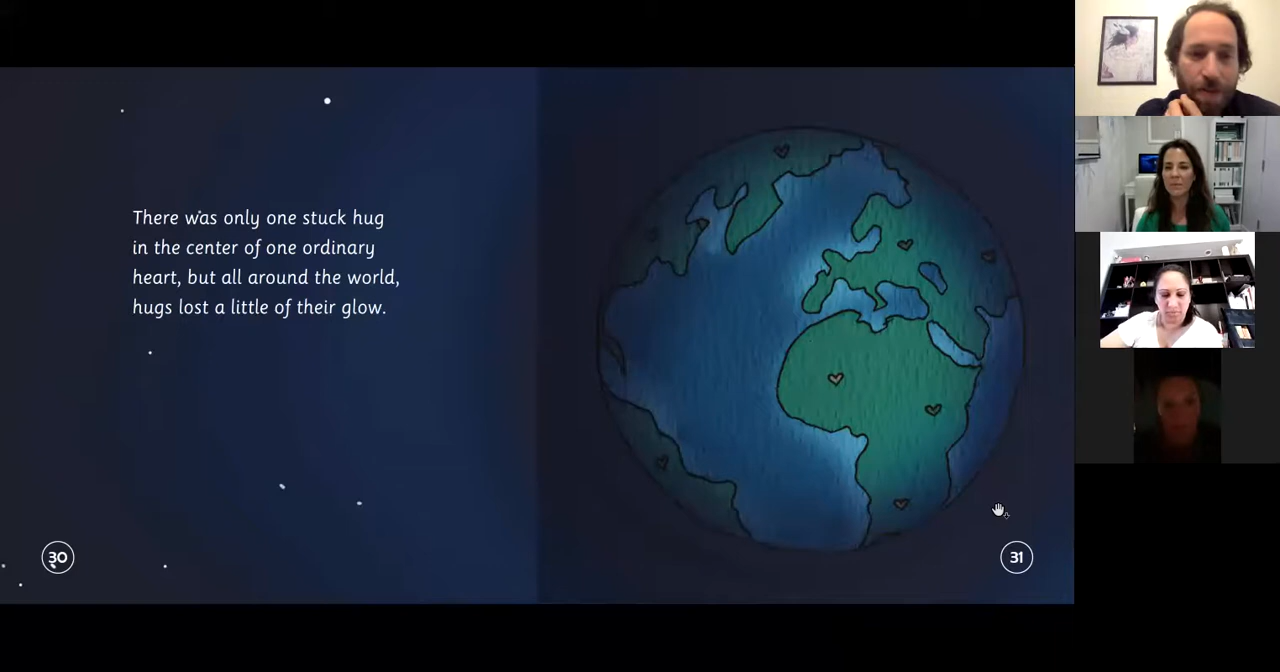 There was only one stuck hug
in the center of one ordinary
heart, but all around the world,
hugs lost a little of their glow.
30
31